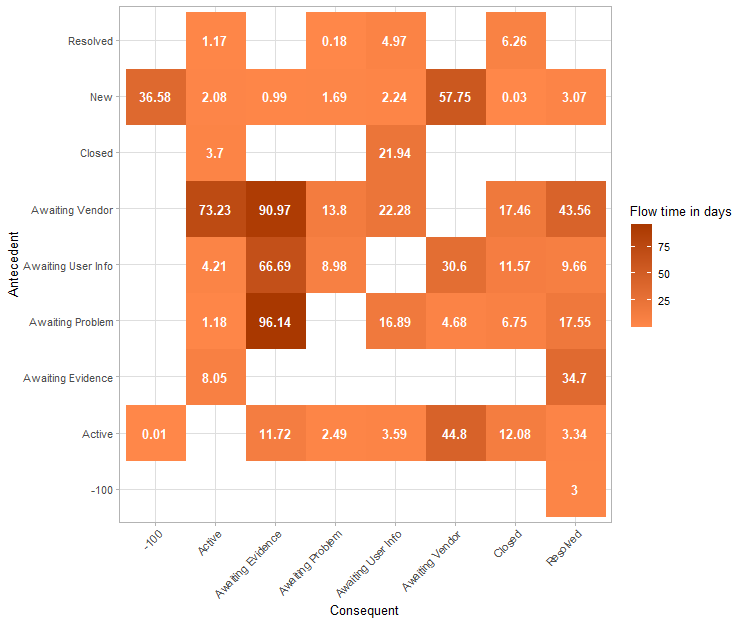 Resolved 1.17 0.18 4.97 6.26
New 36.58 2.08 0.99 1.69 2.24 57.75 0.03 3.07
Closed 3.7 21.94
Awaiting Vendor 73.23 90.97 13.8 22.28 17.46 43.56
Awaiting User Info 4.21 66.69 8.98 30.6 11.57 9.66
Awaiting Problem 1.18 96.14 16.89 4.68 6.75 17.55
Awaiting Evidence 8.05 34.7
Active 0.01 11.72 2.49 3.59 44.8 12.08 3.34
-100 3
Antecedent
-100 Active Awaiting Evidence Awaiting Problem Awaiting User Info Awaiting Vendor Closed Resolved
Consequent
Flow time in days
75
50
25